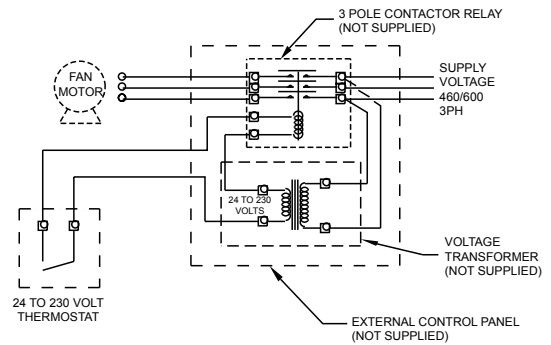 3 POLE CONTACTOR RELAY
(NOT SUPPLIED)
FAN
MOTOR
SUPPLY
VOLTAGE
460/600
3PH
24 TO 230
VOLTS
VOLTAGE
TRANSFORMER
(NOT SUPPLIED)
24 TO 230 VOLT
THERMOSTAT
EXTERNAL CONTROL PANEL
(NOT SUPPLIED)